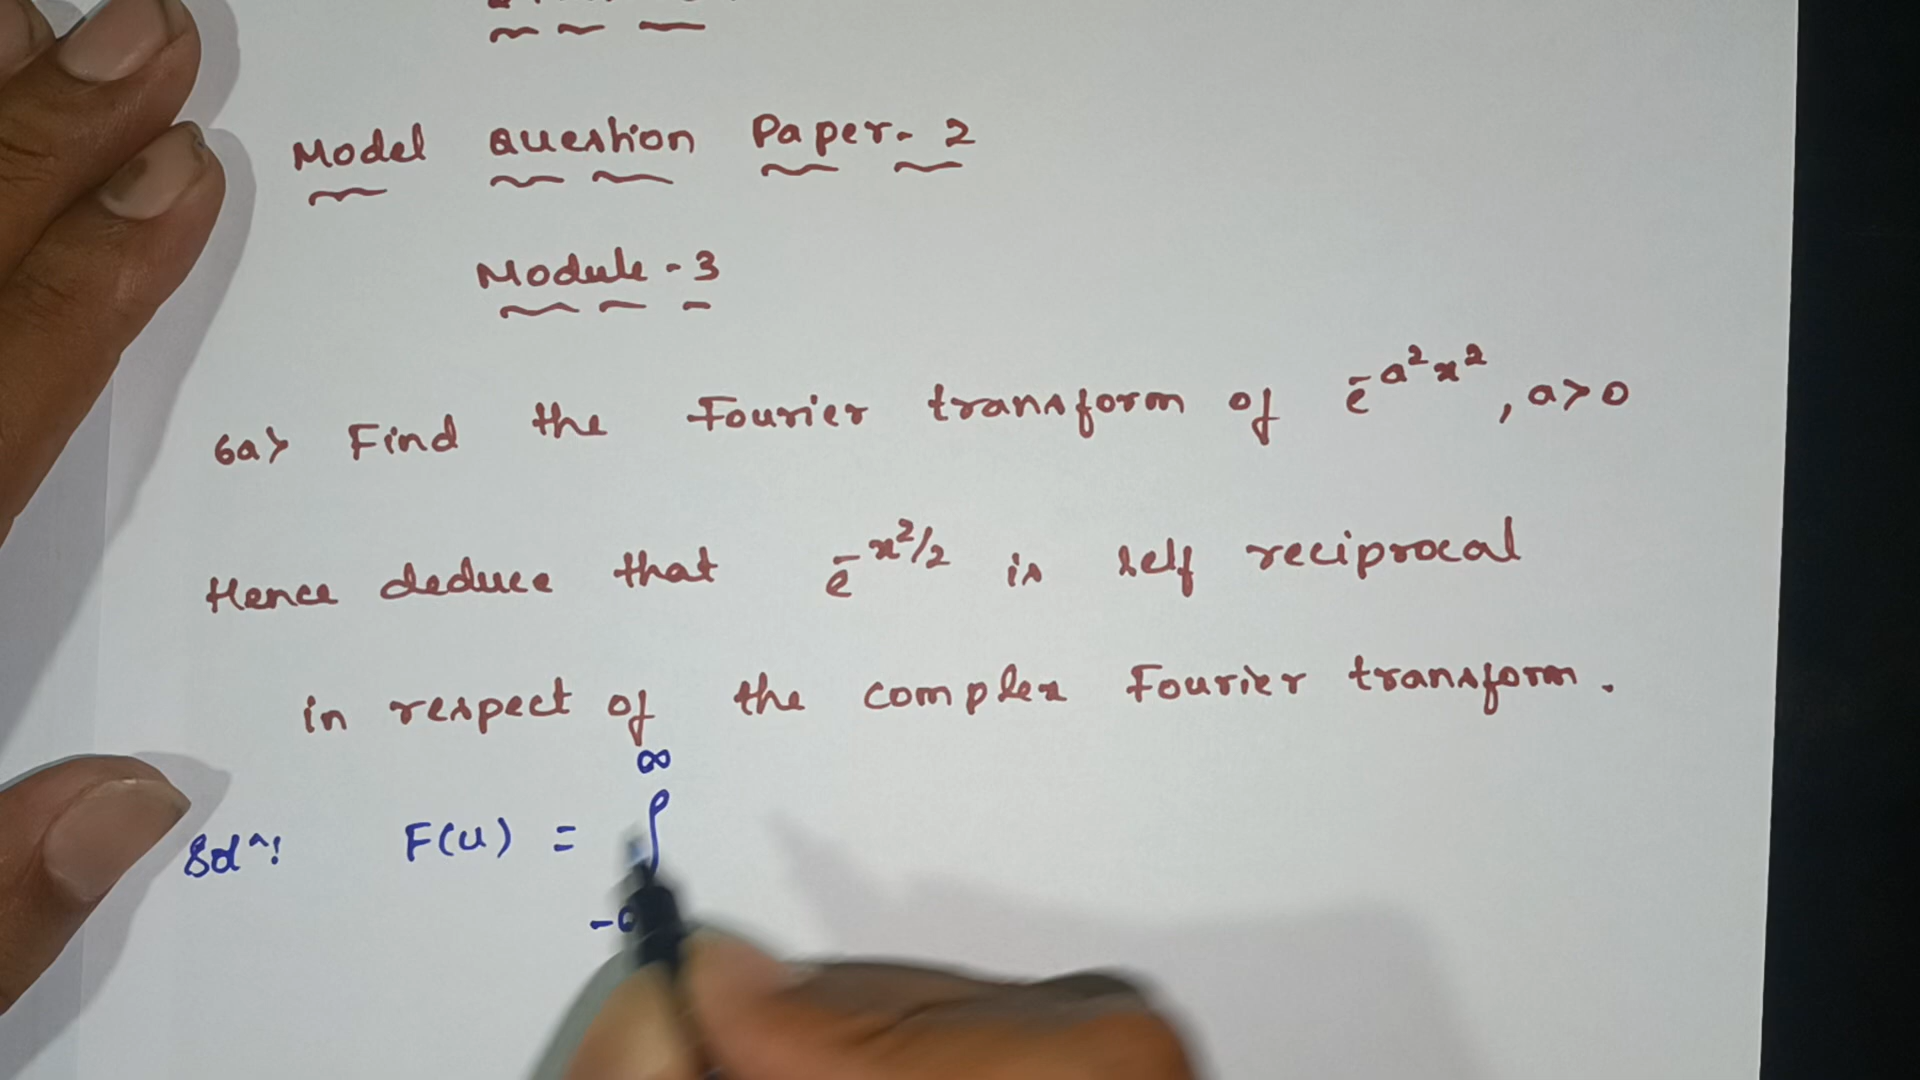 Model Question Paper- 2
Module - 3
6a> Find the Fourier transform of e^-a²x², a>0
Hence deduce that e^-x²/2 is self reciprocal
in respect of the complex Fourier transform.
Solⁿ: F(u) = ∫ ∞ -